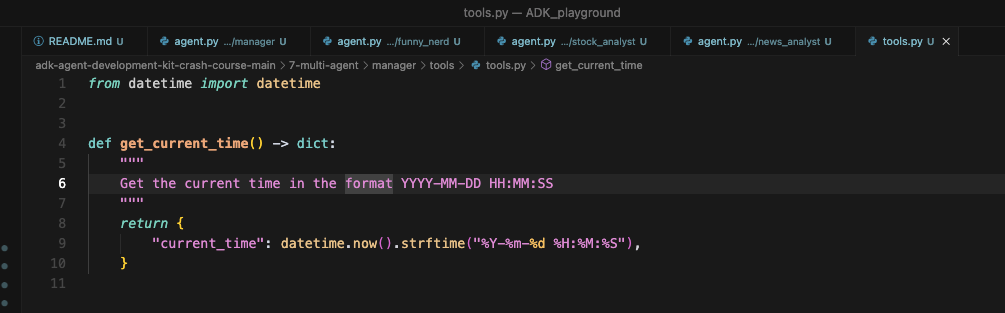 tools.py — ADK_playground
README.md U agent.py .../manager U agent.py .../funny_nerd U agent.py .../stock_analyst U agent.py .../news_analyst U tools.py U
adk-agent-development-kit-crash-course-main > 7-multi-agent > manager > tools > tools.py > get_current_time
1 from datetime import datetime
2
3
4 def get_current_time() -> dict:
5 """
6 Get the current time in the format YYYY-MM-DD HH:MM:SS
7 """
8 return {
9 "current_time": datetime.now().strftime("%Y-%m-%d %H:%M:%S"),
10 }
11